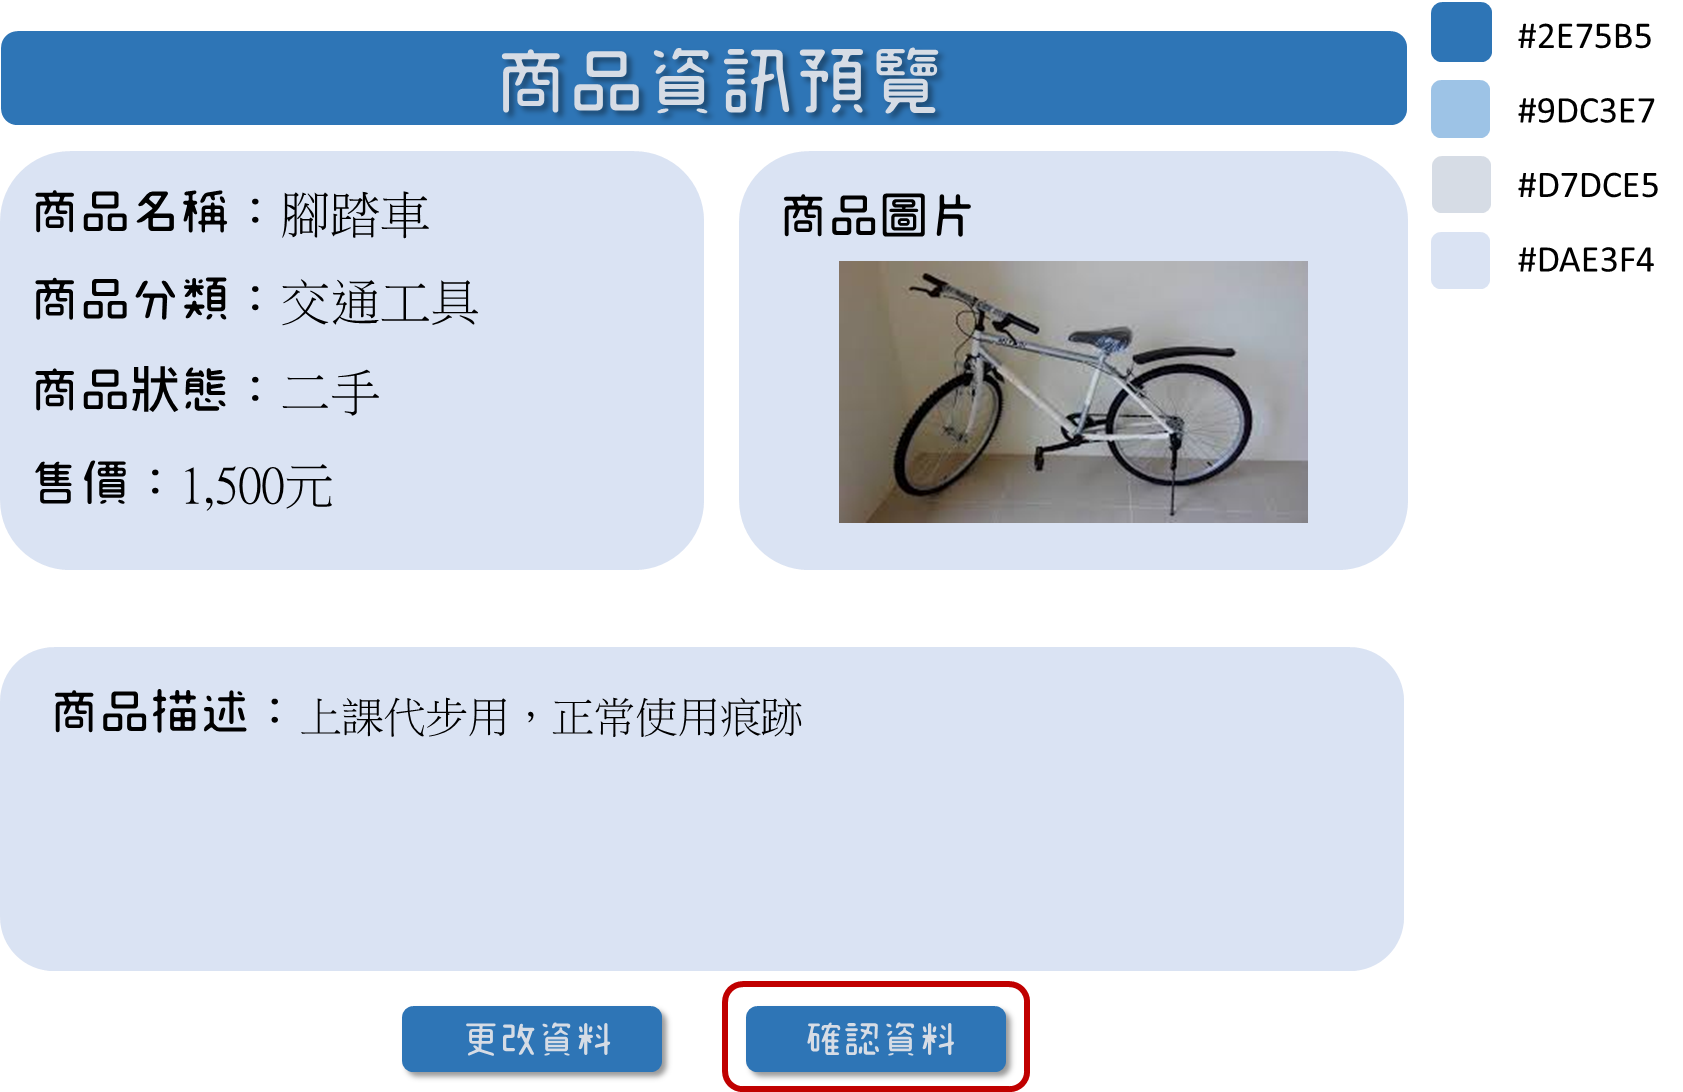 商品資訊預覽
商品名稱：腳踏車
商品分類：交通工具
商品狀態：二手
售價：1,500元
商品圖片
商品描述：上課代步用，正常使用痕跡
更改資料
確認資料
#2E75B5
#9DC3E7
#D7DCE5
#DAE3F4